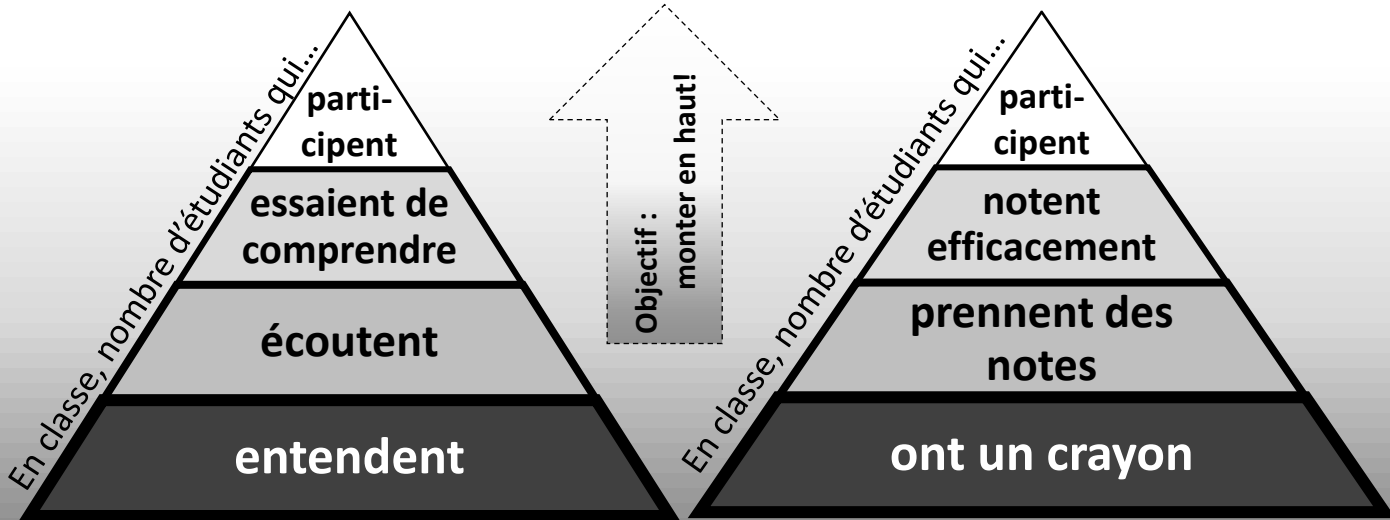 En classe, nombre d'étudiants qui...
parti-
cipent
essaient de
comprendre
écoutent
entendent
Objectif :
monter en haut!
En classe, nombre d'étudiants qui...
parti-
cipent
notent
efficacement
prennent des
notes
ont un crayon